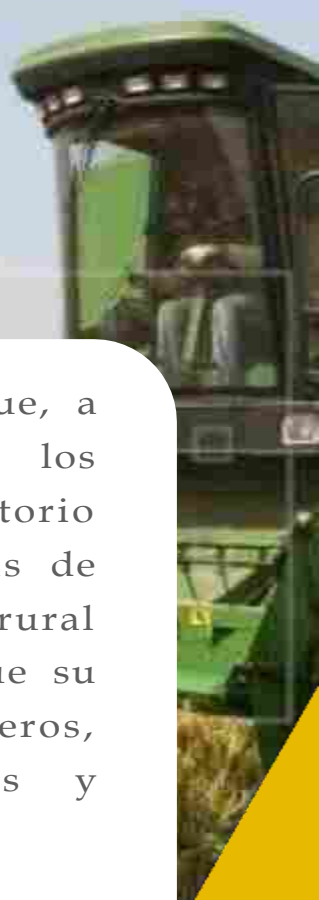 ue, a
los
torio
s de
rural
ue su
eros,
s y